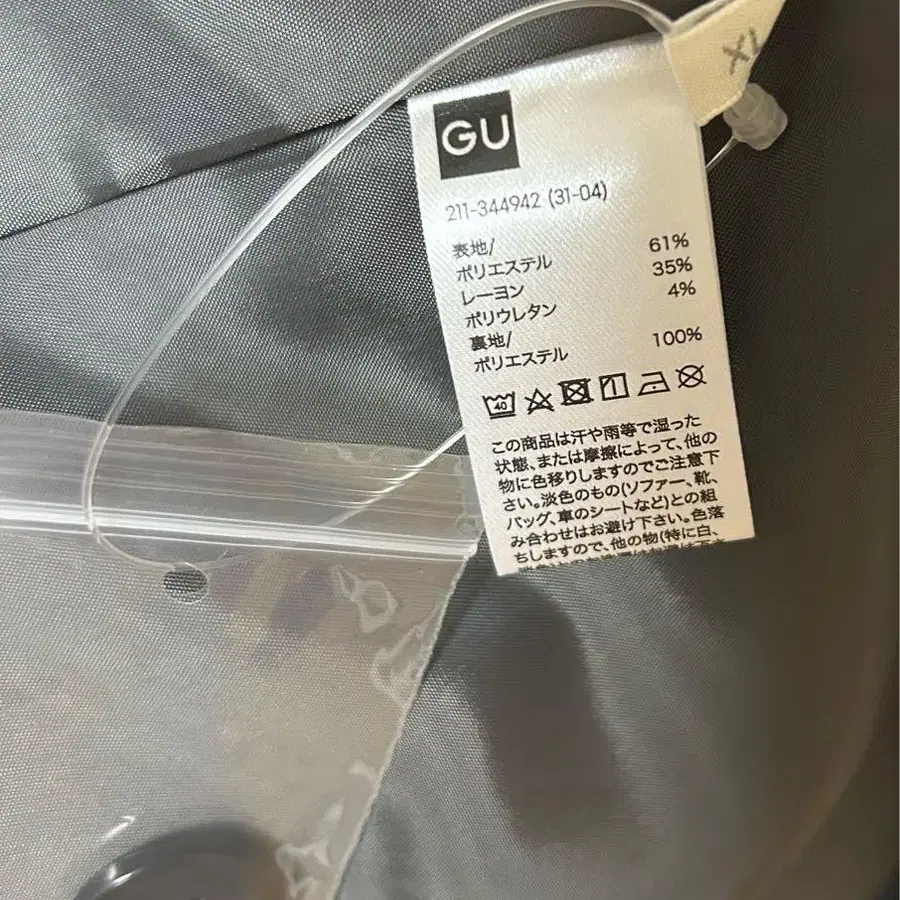 XL
GU
211-344942 (31-04)
表地/
ポリエステル 61%
レーヨン 35%
ポリウレタン 4%
裏地/
ポリエステル 100%
40
この商品は汗や雨等で湿った
状態、または摩擦によって、他の
物に色移りしますのでご注意下
さい。淡色のもの(ソファー、靴、
バッグ、車のシートなど)との組
み合わせはお避け下さい。色落
ちしますので、他の物(特に白、